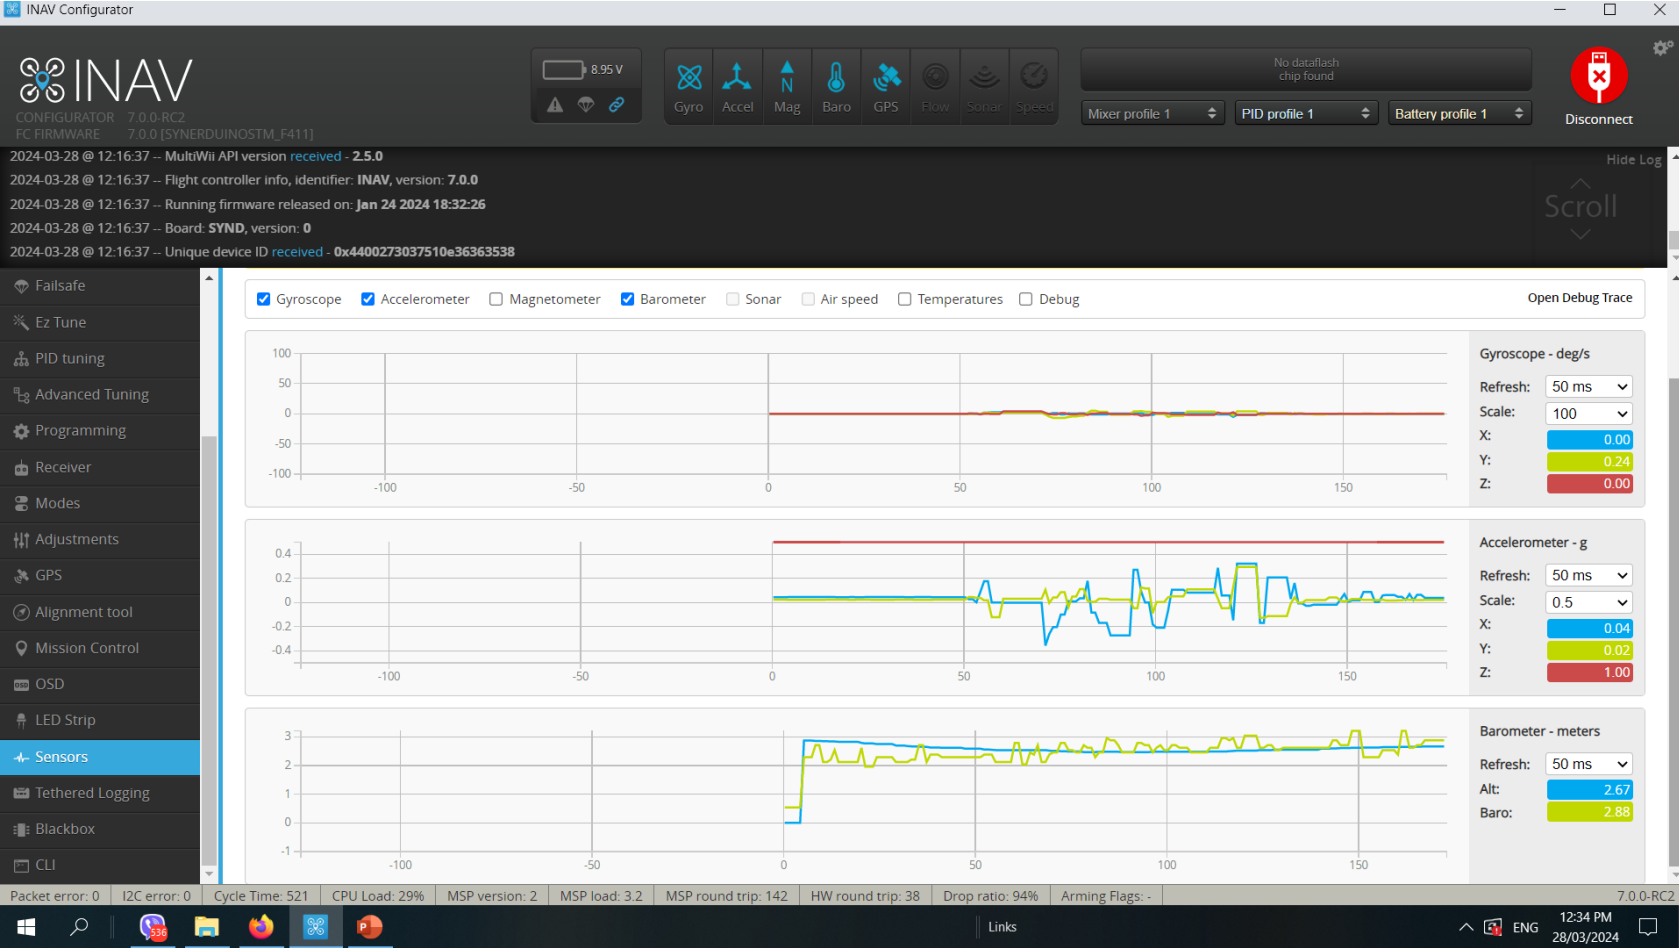 INAV Configurator
INAV
CONFIGURATOR 7.0.0-RC2
FC FIRMWARE 7.0.0 [SYNERDUINOSTM_F411]
8.95 V
Gyro Accel Mag Baro GPS Flow Sonar Speed
N
No dataflash
chip found
Mixer profile 1 PID profile 1 Battery profile 1
Disconnect
Hide Log
Scroll
2024-03-28 @ 12:16:37 -- MultiWii API version received - 2.5.0
2024-03-28 @ 12:16:37 -- Flight controller info, identifier: INAV, version: 7.0.0
2024-03-28 @ 12:16:37 -- Running firmware released on: Jan 24 2024 18:32:26
2024-03-28 @ 12:16:37 -- Board: SYND, version: 0
2024-03-28 @ 12:16:37 -- Unique device ID received - 0x4400273037510e36363538
Failsafe
Ez Tune
PID tuning
Advanced Tuning
Programming
Receiver
Modes
Adjustments
GPS
Alignment tool
Mission Control
OSD
LED Strip
Sensors
Tethered Logging
Blackbox
CLI
Gyroscope Accelerometer Magnetometer Barometer Sonar Air speed Temperatures Debug
Open Debug Trace
100
50
0
-50
-100
-100 -50 0 50 100 150
Gyroscope - deg/s
Refresh: 50 ms
Scale: 100
X: 0.00
Y: 0.24
Z: 0.00
0.4
0.2
0
-0.2
-0.4
-100 -50 0 50 100 150
Accelerometer - g
Refresh: 50 ms
Scale: 0.5
X: 0.04
Y: 0.02
Z: 1.00
3
2
1
0
-1
-100 -50 0 50 100 150
Barometer - meters
Refresh: 50 ms
Alt: 2.67
Baro: 2.88
Packet error: 0 I2C error: 0 Cycle Time: 521 CPU Load: 29% MSP version: 2 MSP load: 3.2 MSP round trip: 142 HW round trip: 38 Drop ratio: 94% Arming Flags: - 7.0.0-RC2
536
Links
ENG
12:34 PM
28/03/2024